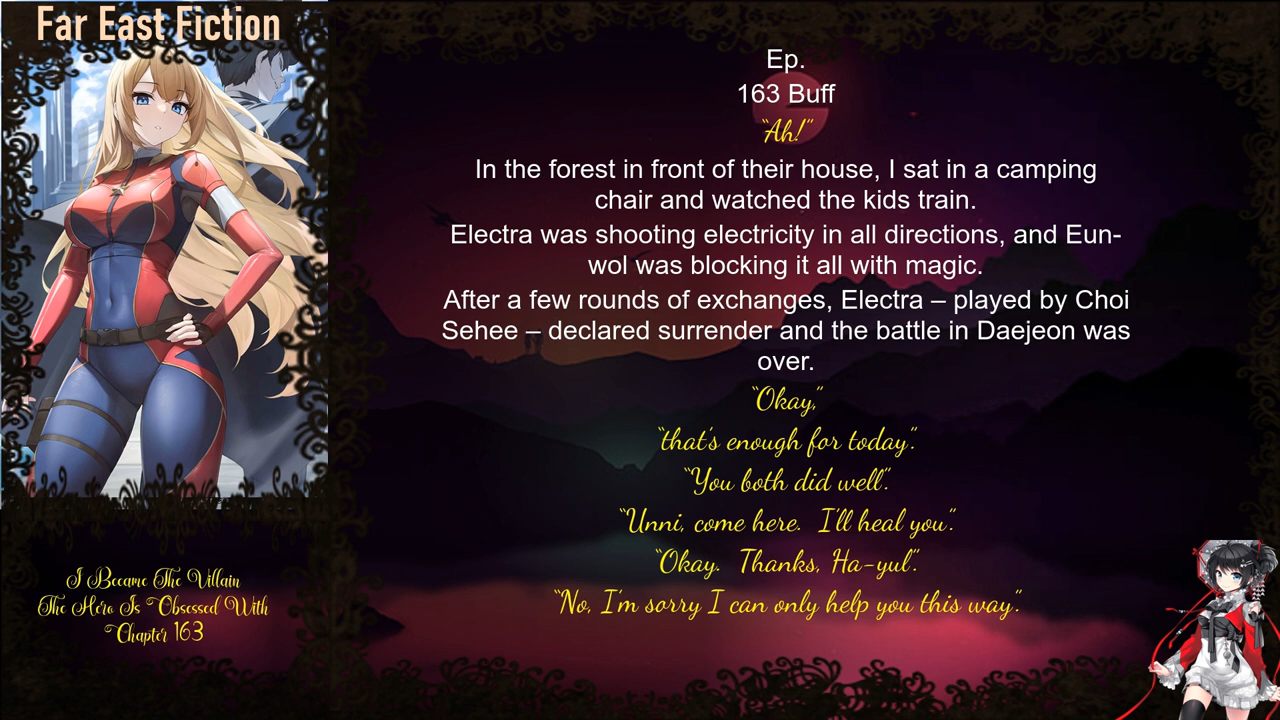 Far East Fiction
Ep.
163 Buff
“Ah!”
In the forest in front of their house, I sat in a camping
chair and watched the kids train.
Electra was shooting electricity in all directions, and Eun-
wol was blocking it all with magic.
After a few rounds of exchanges, Electra – played by Choi
Sehee – declared surrender and the battle in Daejeon was
over.
“Okay,”
“that’s enough for today”.
“You both did well”.
“Unni, come here.  I’ll heal you”.
“Okay.  Thanks, Ha-yul”.
“No, I’m sorry I can only help you this way”.
I Became The Villain
The Hero Is Obsessed With
Chapter 163